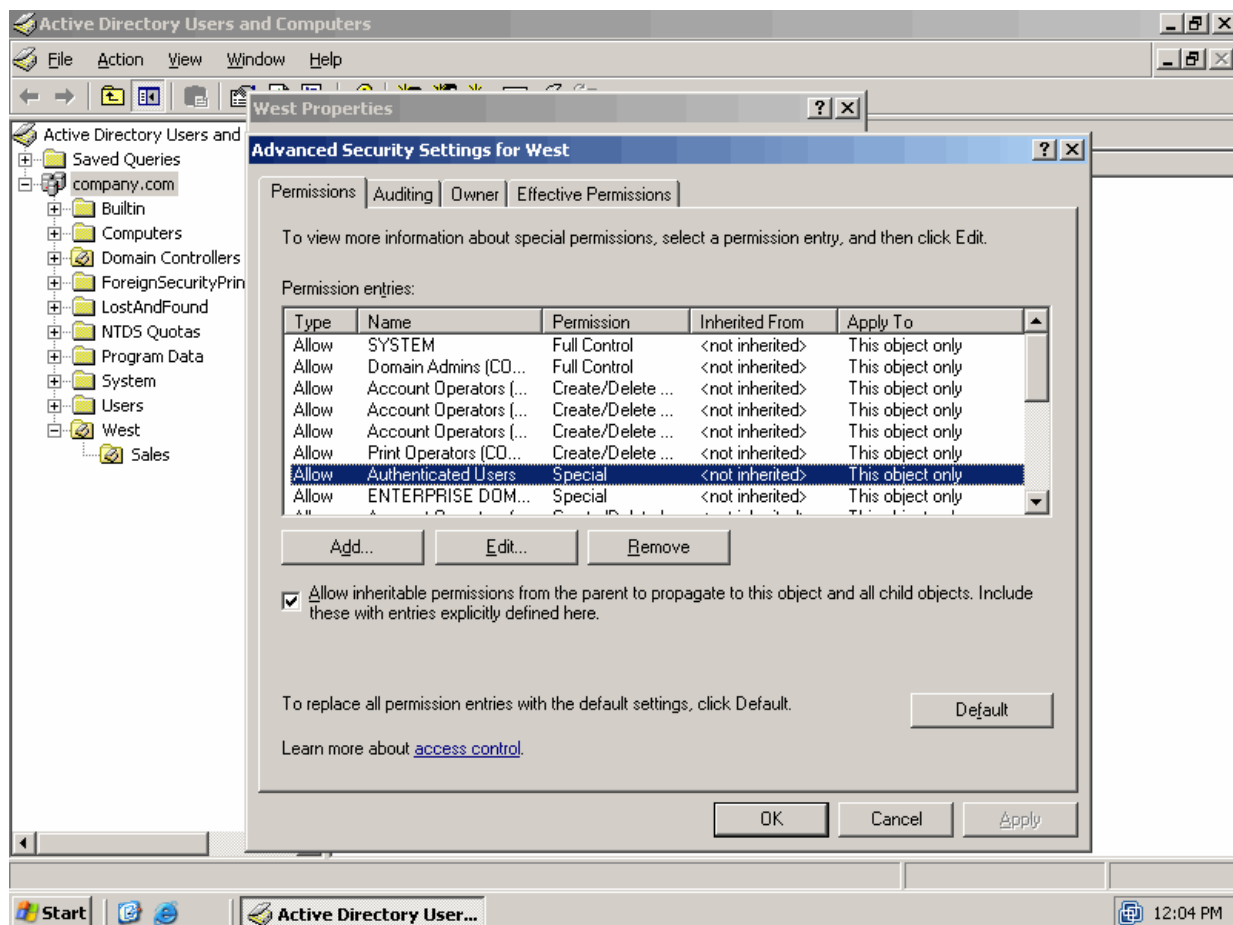 Active Directory Users and Computers
File Action View Window Help
West Properties
Active Directory Users and
Saved Queries
company.com
Builtin
Computers
Domain Controllers
ForeignSecurityPrin
LostAndFound
NTDS Quotas
Program Data
System
Users
West
Sales
Advanced Security Settings for West
Permissions Auditing Owner Effective Permissions
To view more information about special permissions, select a permission entry, and then click Edit.
Permission entries:
Type Name Permission Inherited From Apply To
Allow SYSTEM Full Control <not inherited> This object only
Allow Domain Admins (CO... Full Control <not inherited> This object only
Allow Account Operators (... Create/Delete ... <not inherited> This object only
Allow Account Operators (... Create/Delete ... <not inherited> This object only
Allow Account Operators (... Create/Delete ... <not inherited> This object only
Allow Print Operators (CO... Create/Delete ... <not inherited> This object only
Allow Authenticated Users Special <not inherited> This object only
Allow ENTERPRISE DOM... Special <not inherited> This object only
Add... Edit... Remove
Allow inheritable permissions from the parent to propagate to this object and all child objects. Include
these with entries explicitly defined here.
To replace all permission entries with the default settings, click Default.
Default
Learn more about access control.
OK Cancel Apply
Start Active Directory User... 12:04 PM